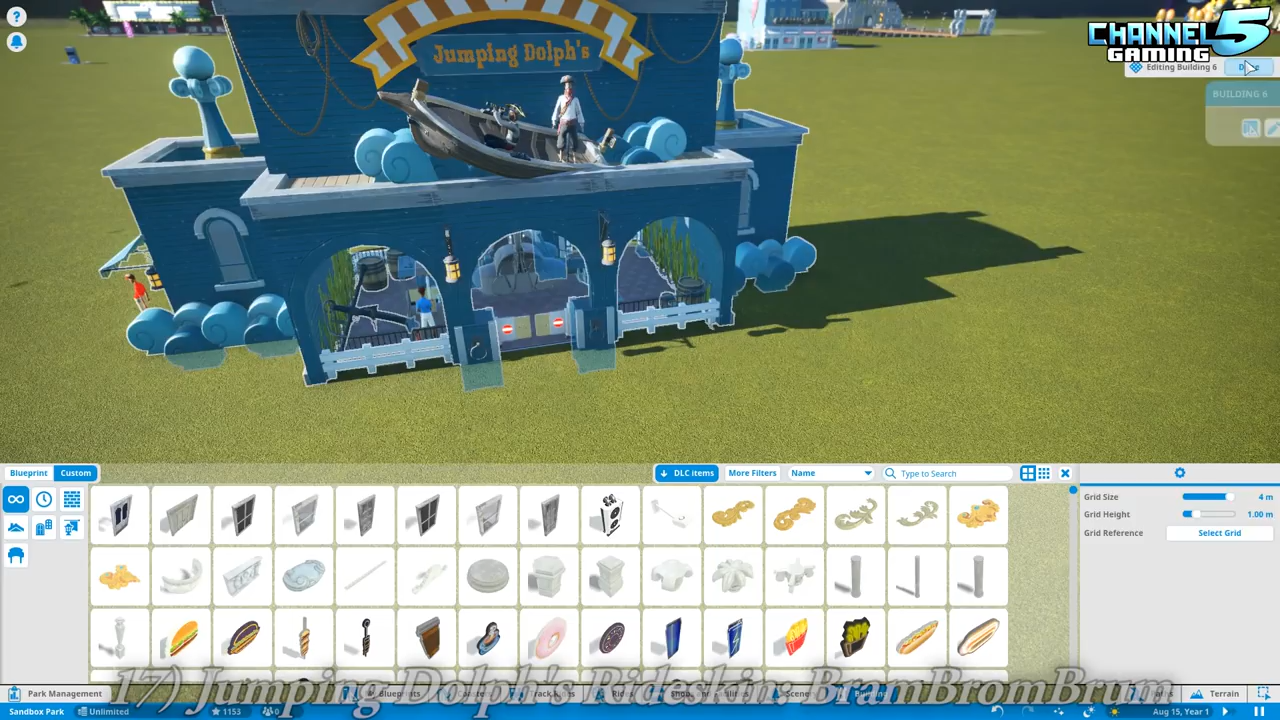 CHANNEL 5
GAMING
Jumping Dolph's
Editing Building 6
BUILDING 6
Blueprint
Custom
DLC items
More Filters
Name
Type to Search
Grid Size
4 m
Grid Height
1.00 m
Grid Reference
Select Grid
17) Jumping Dolph's Rideskin: BramBromBrum
Park Management
Blueprints
Terrain
Sandbox Park
Unlimited
1153
0
Aug 15, Year 1